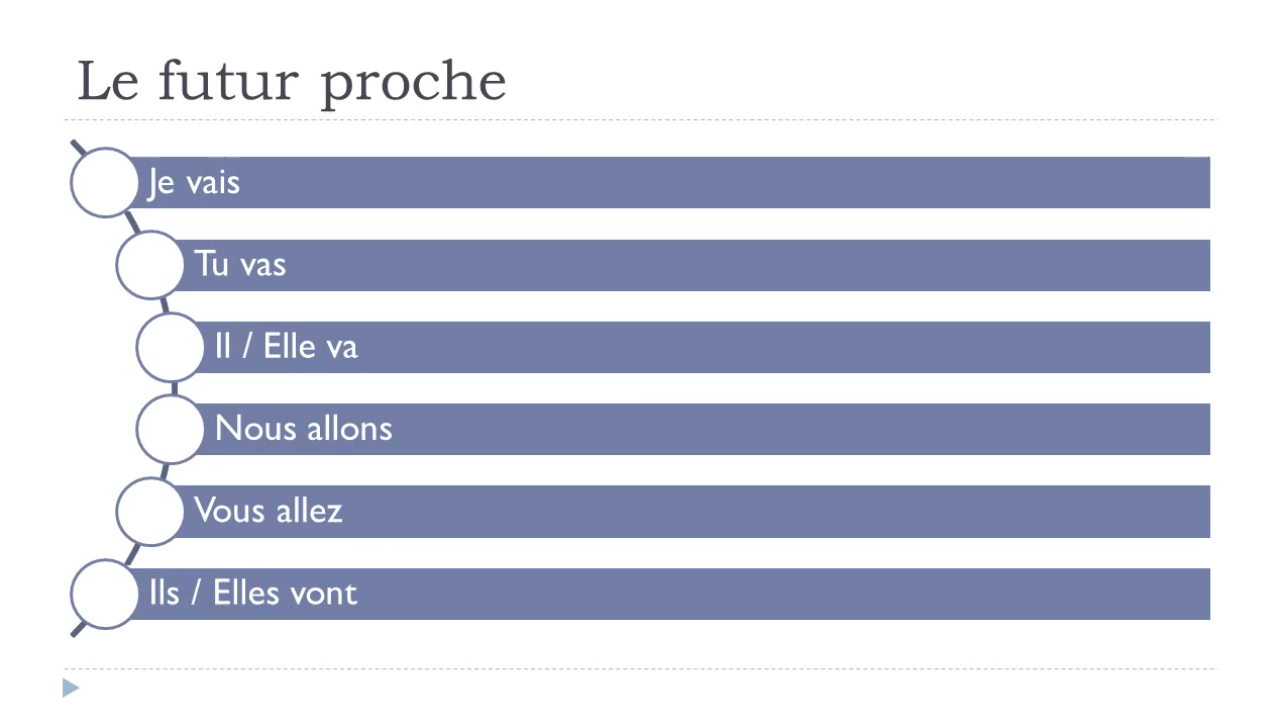 Le futur proche
Je vais
Tu vas
Il / Elle va
Nous allons
Vous allez
Ils / Elles vont